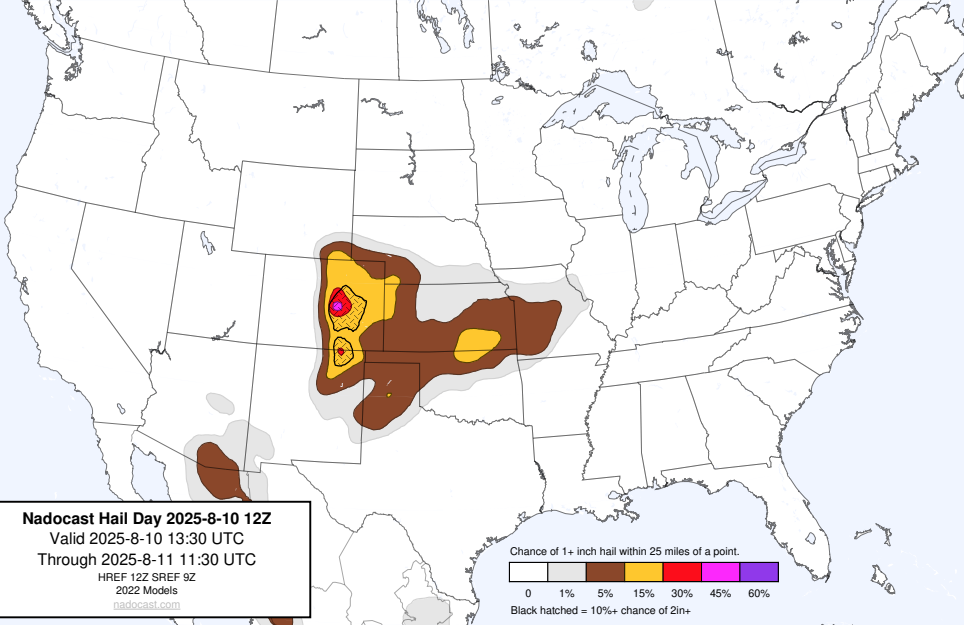 Nadocast Hail Day 2025-8-10 12Z
Valid 2025-8-10 13:30 UTC
Through 2025-8-11 11:30 UTC
HREF 12Z SREF 9Z
2022 Models
nadocast.com
Chance of 1+ inch hail within 25 miles of a point.
0 1% 5% 15% 30% 45% 60%
Black hatched = 10%+ chance of 2in+